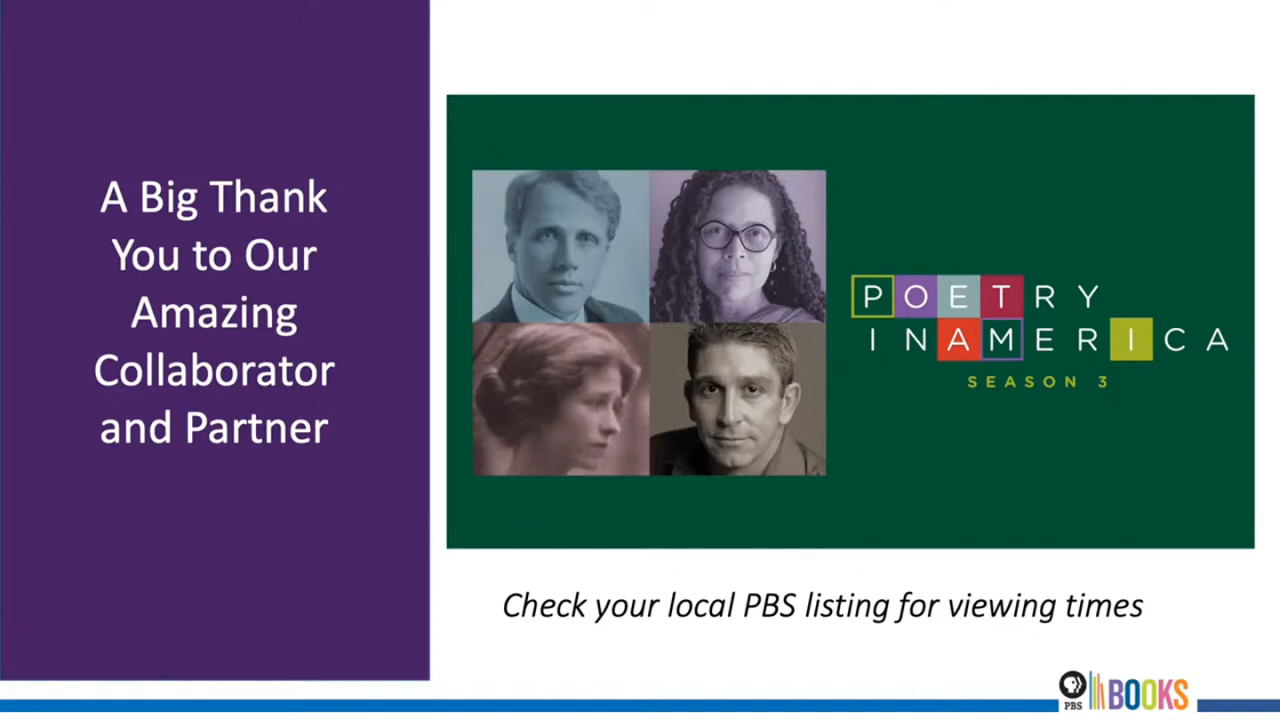 A Big Thank
You to Our
Amazing
Collaborator
and Partner
POETRY
IN AMERICA
SEASON 3
Check your local PBS listing for viewing times
PBS BOOKS